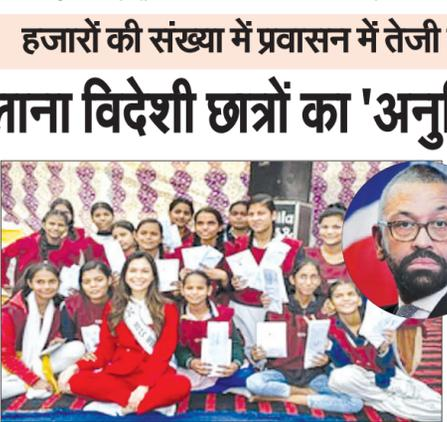 हजारों की संख्या में प्रवासन में तेजी
विदेशी छात्रों का 'अनु